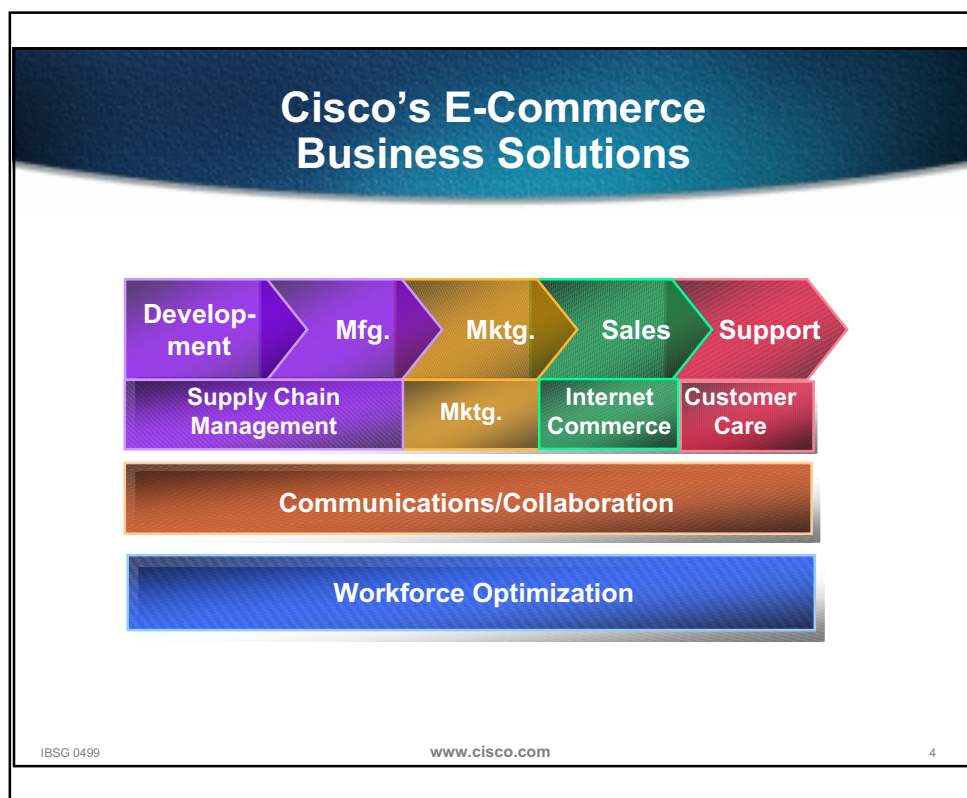 Cisco’s E-Commerce
Business Solutions
Develop-
ment
Mfg.
Mktg.
Sales
Support
Supply Chain
Management
Mktg.
Internet
Commerce
Customer
Care
Communications/Collaboration
Workforce Optimization
IBSG 0499
www.cisco.com
4